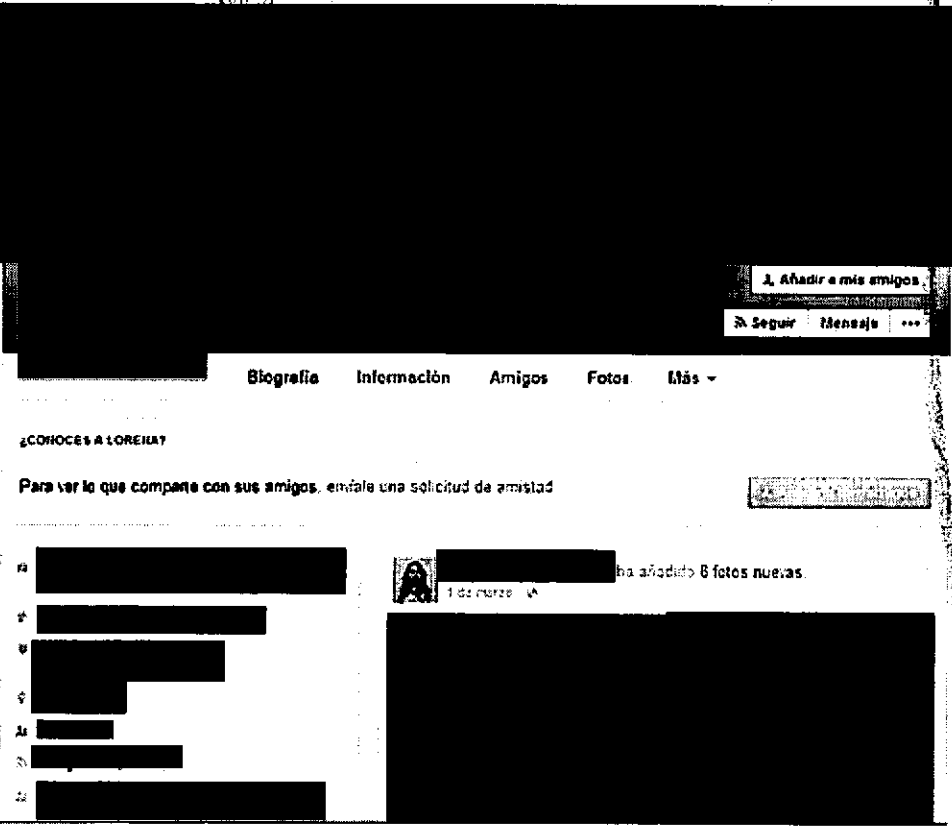 Añadir a mis amigos
Seguir Mensaje •••
Biografía Información Amigos Fotos Más
¿CONOCES A LORENA?
Para ver lo que comparte con sus amigos, envíale una solicitud de amistad
ha añadido 6 fotos nuevas.
1 de marzo